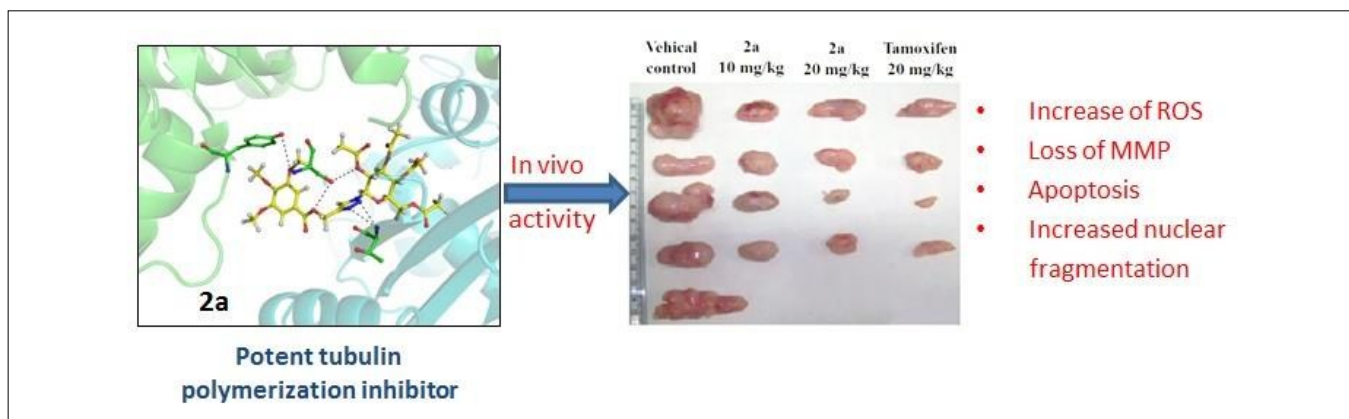 2a
Potent tubulin
polymerization inhibitor
In vivo
activity
Vehical
control
2a
10 mg/kg
2a
20 mg/kg
Tamoxifen
20 mg/kg
• Increase of ROS
• Loss of MMP
• Apoptosis
• Increased nuclear
fragmentation